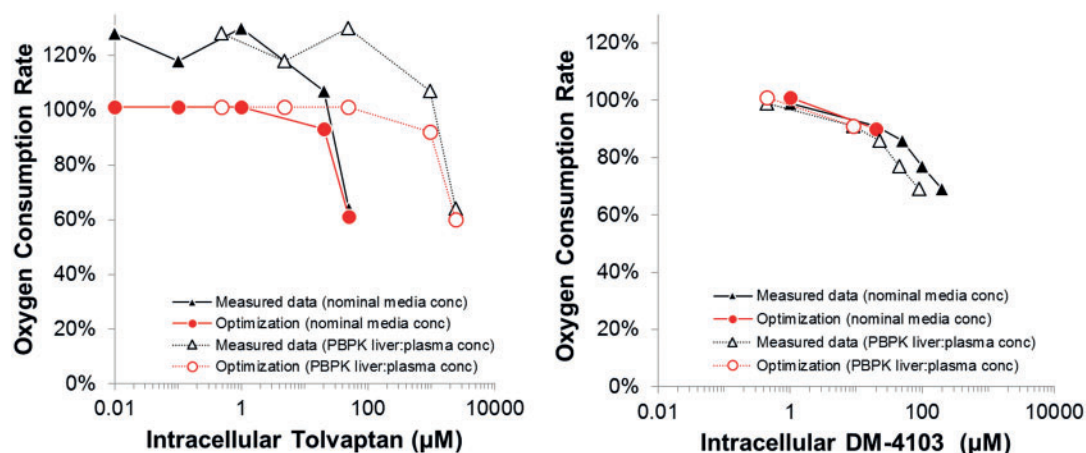 Oxygen Consumption Rate
120%
100%
80%
60%
40%
20%
0%
Measured data (nominal media conc)
Optimization (nominal media conc)
Measured data (PBPK liver:plasma conc)
Optimization (PBPK liver:plasma conc)
0.01 1 100 10000
Intracellular Tolvaptan (µM)
Oxygen Consumption Rate
120%
100%
80%
60%
40%
20%
0%
Measured data (nominal media conc)
Optimization (nominal media conc)
Measured data (PBPK liver:plasma conc)
Optimization (PBPK liver:plasma conc)
0.01 1 100 10000
Intracellular DM-4103 (µM)